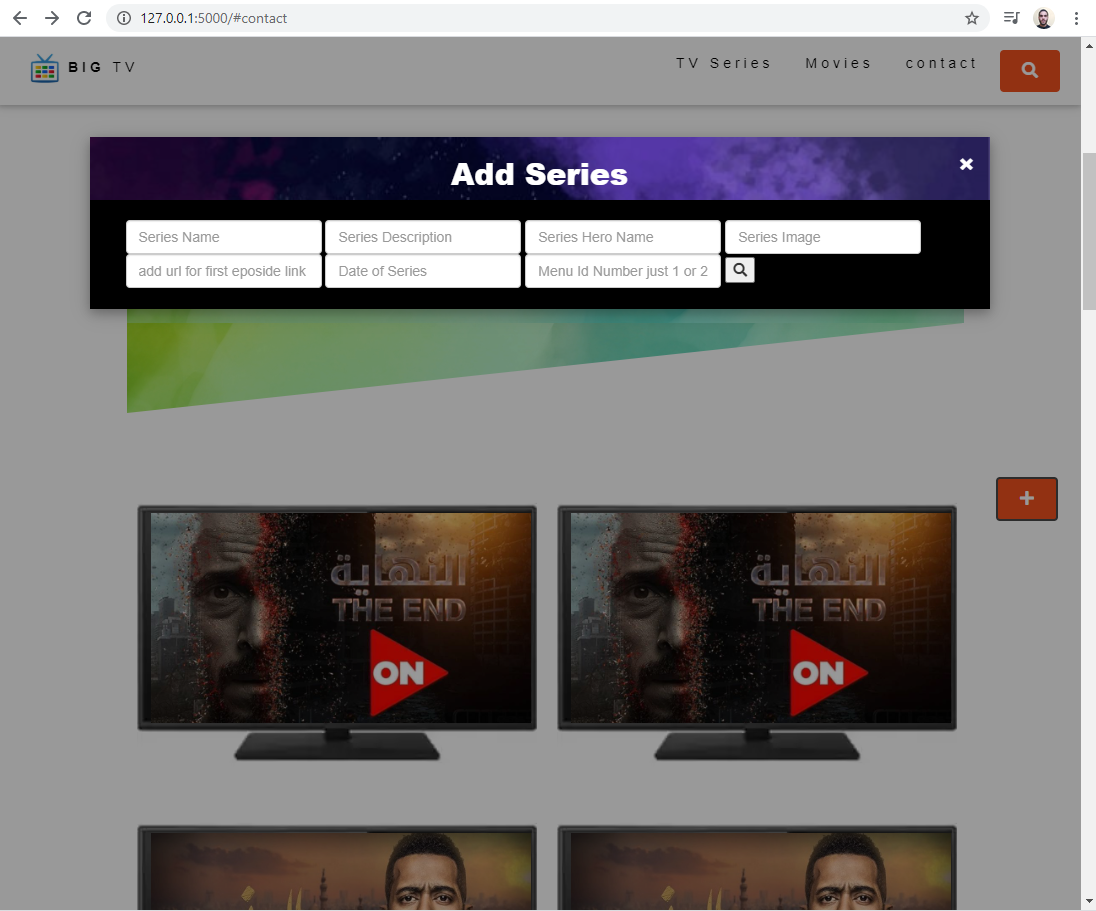 127.0.0.1:5000/#contact
BIG TV
TV Series
Movies
contact
Add Series
Series Name
Series Description
Series Hero Name
Series Image
add url for first eposide link
Date of Series
Menu Id Number just 1 or 2
النهاية
THE END
ON
النهاية
THE END
ON